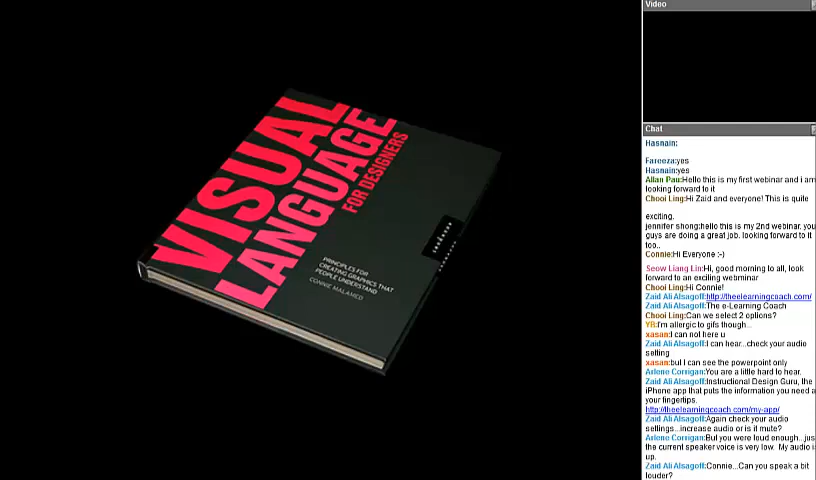 VISUAL
LANGUAGE
FOR DESIGNERS
PRINCIPLES FOR
CREATING GRAPHICS THAT
PEOPLE UNDERSTAND
CONNIE MALAMED
Video
Chat
Hasnain:
Fareeza:yes
Hasnain:yes
Allan Pau:Hello this is my first webinar and i am
looking forward to it
Chooi Ling:Hi Zaid and everyone! This is quite
exciting.
jennifer shong:hello this is my 2nd webinar. you
guys are doing a great job. looking forward to it
too..
Connie:Hi Everyone :-)
Seow Liang Lin:Hi, good morning to all, look
forward to an exciting webminar
Chooi Ling:Hi Connie!
Zaid Ali Alsagoff:http://theelearningcoach.com/
Zaid Ali Alsagoff:The e-Learning Coach
Chooi Ling:Can we select 2 options?
YB:I'm allergic to gifs though...
xasan:I can not here u
Zaid Ali Alsagoff:I can hear...check your audio
setting
xasan:but I can see the powerpoint only
Arlene Corrigan:You are a little hard to hear.
Zaid Ali Alsagoff:Instructional Design Guru, the
iPhone app that puts the information you need a
your fingertips.
http://theelearningcoach.com/my-app/
Zaid Ali Alsagoff:Again check your audio
settings...increase audio or is it mute?
Arlene Corrigan:But you were loud enough...jus
the current speaker voice is very low. My audio is
up.
Zaid Ali Alsagoff:Connie...Can you speak a bit
louder?